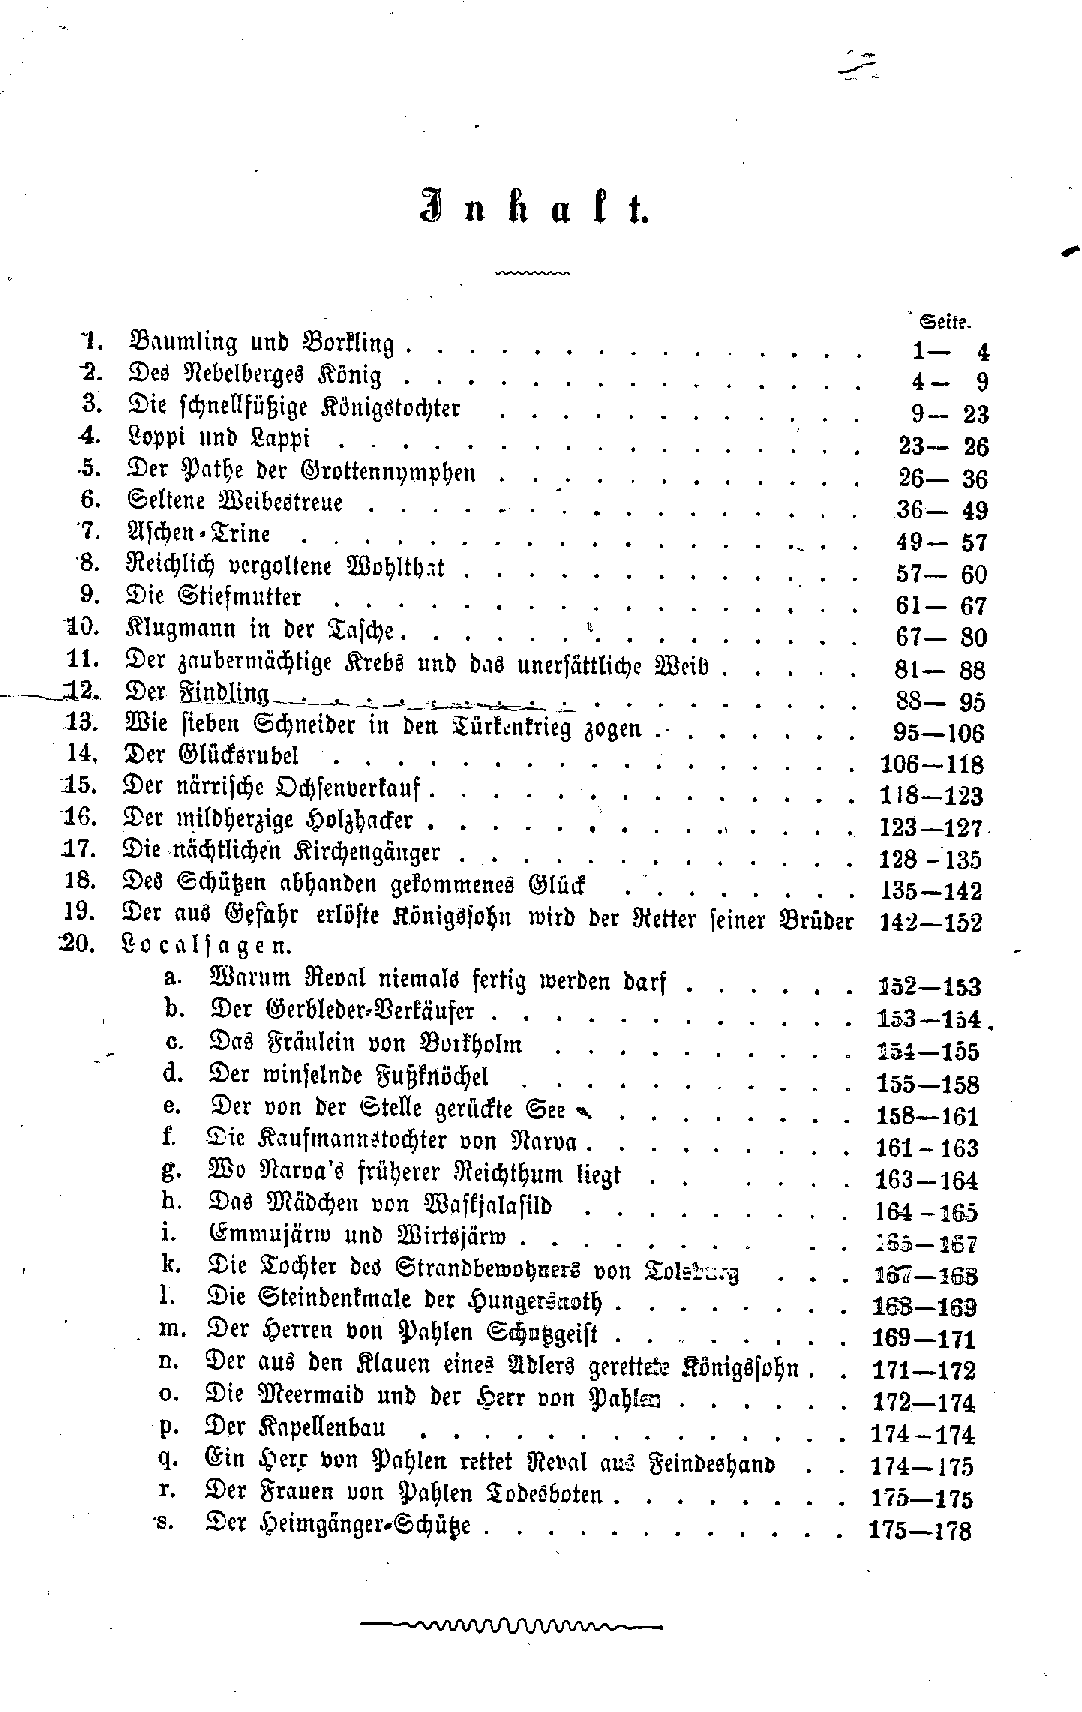 Inhalt.
Seite.
1. Baumling und Borkling . . . . . . . . . . . . . . . 1— 4
2. Des Nebelberges König . . . . . . . . . . . . . . . 4— 9
3. Die schnellfüßige Königstochter . . . . . . . . . . . . 9— 23
4. Loppi und Lappi . . . . . . . . . . . . . . . . . 23— 26
5. Der Pathe der Grottennymphen . . . . . . . . . . . . 26— 36
6. Seltene Weibestreue . . . . . . . . . . . . . . . . 36— 49
7. Aschen-Trine . . . . . . . . . . . . . . . . . . 49— 57
8. Reichlich vergoltene Wohlthat . . . . . . . . . . . . . 57— 60
9. Die Stiefmutter . . . . . . . . . . . . . . . . . 61— 67
10. Klugmann in der Tasche . . . . . . . . . . . . . . . 67— 80
11. Der zaubermächtige Krebs und das unersättliche Weib . . . . . 81— 88
12. Der Findling . . . . . . . . . . . . . . . . . . 88— 95
13. Wie sieben Schneider in den Türkenkrieg zogen . . . . . . . 95—106
14. Der Glücksrubel . . . . . . . . . . . . . . . . . 106—118
15. Der närrische Ochsenverkauf . . . . . . . . . . . . . . 118—123
16. Der mildherzige Holzhacker . . . . . . . . . . . . . . 123—127
17. Die nächtlichen Kirchengänger . . . . . . . . . . . . . 128—135
18. Des Schützen abhanden gekommenes Glück . . . . . . . . 135—142
19. Der aus Gefahr erlöste Königssohn wird der Retter seiner Brüder 142—152
20. Localsagen.
a. Warum Reval niemals fertig werden darf . . . . . . 152—153
b. Der Gerbleder-Verkäufer . . . . . . . . . . . . 153—154
c. Das Fräulein von Borkholm . . . . . . . . . . 154—155
d. Der winselnde Fußknöchel . . . . . . . . . . . 155—158
e. Der von der Stelle gerückte See . . . . . . . . 158—161
f. Die Kaufmannstochter von Narva . . . . . . . . . 161—163
g. Wo Narva's früherer Reichthum liegt . . . . . . 163—164
h. Das Mädchen von Waskjalasild . . . . . . . . . 164—165
i. Emmujärw und Wirtsjärw . . . . . . . . . . 165—167
k. Die Tochter des Strandbewohners von Tolsburg . . . 167—168
l. Die Steindenkmale der Hungersnoth . . . . . . . . 168—169
m. Der Herren von Pahlen Schutzgeist . . . . . . . . 169—171
n. Der aus den Klauen eines Adlers gerettete Königssohn . . 171—172
o. Die Meermaid und der Herr von Pahlen . . . . . . 172—174
p. Der Kapellenbau . . . . . . . . . . . . . . 174—174
q. Ein Herr von Pahlen rettet Reval aus Feindeshand . . 174—175
r. Der Frauen von Pahlen Todesboten . . . . . . . . 175—175
s. Der Heimgänger-Schütze . . . . . . . . . . . . 175—178